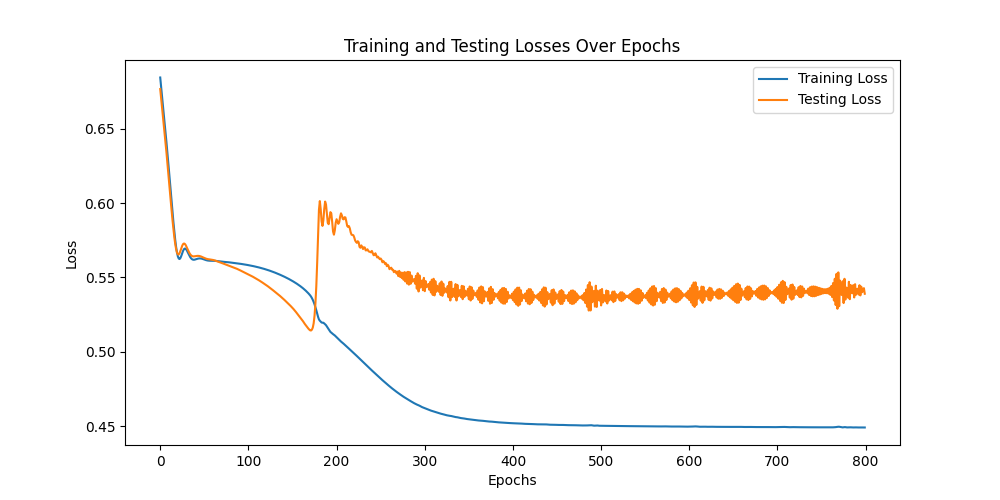 Training and Testing Losses Over Epochs
Training Loss
Testing Loss
0.65
0.60
0.55
0.50
0.45
Loss
0
100
200
300
400
500
600
700
800
Epochs